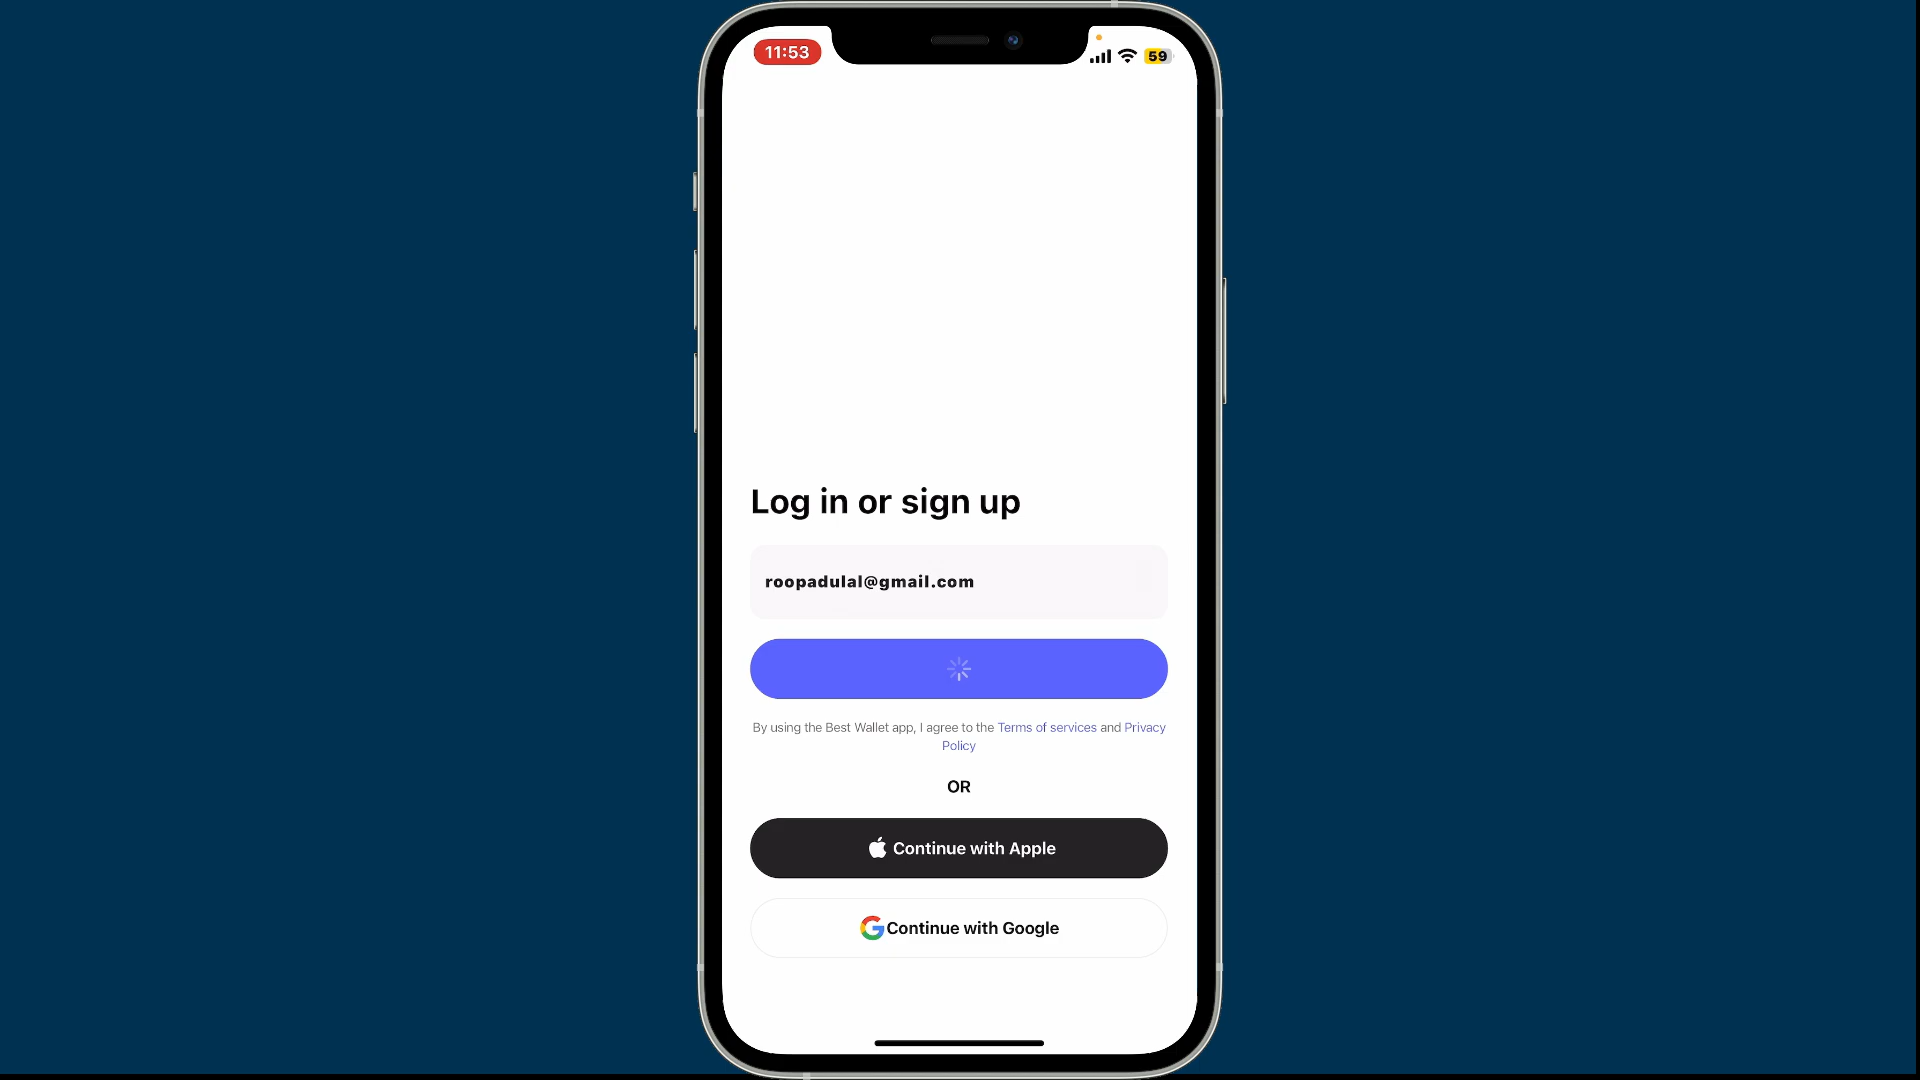 11:53
59
Log in or sign up
roopadulal@gmail.com
By using the Best Wallet app, I agree to the Terms of services and Privacy
Policy
OR
Continue with Apple
Continue with Google